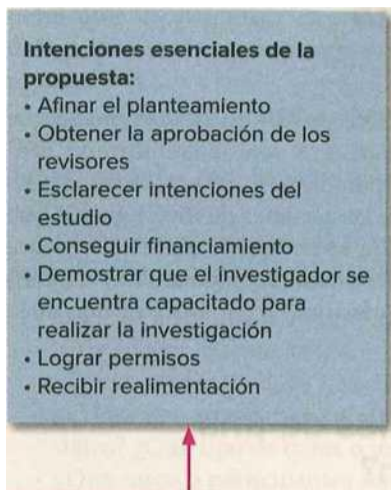 Intenciones esenciales de la
propuesta:
• Afinar el planteamiento
• Obtener la aprobación de los
revisores
• Esclarecer intenciones del
estudio
• Conseguir financiamiento
• Demostrar que el investigador se
encuentra capacitado para
realizar la investigación
• Lograr permisos
• Recibir realimentación